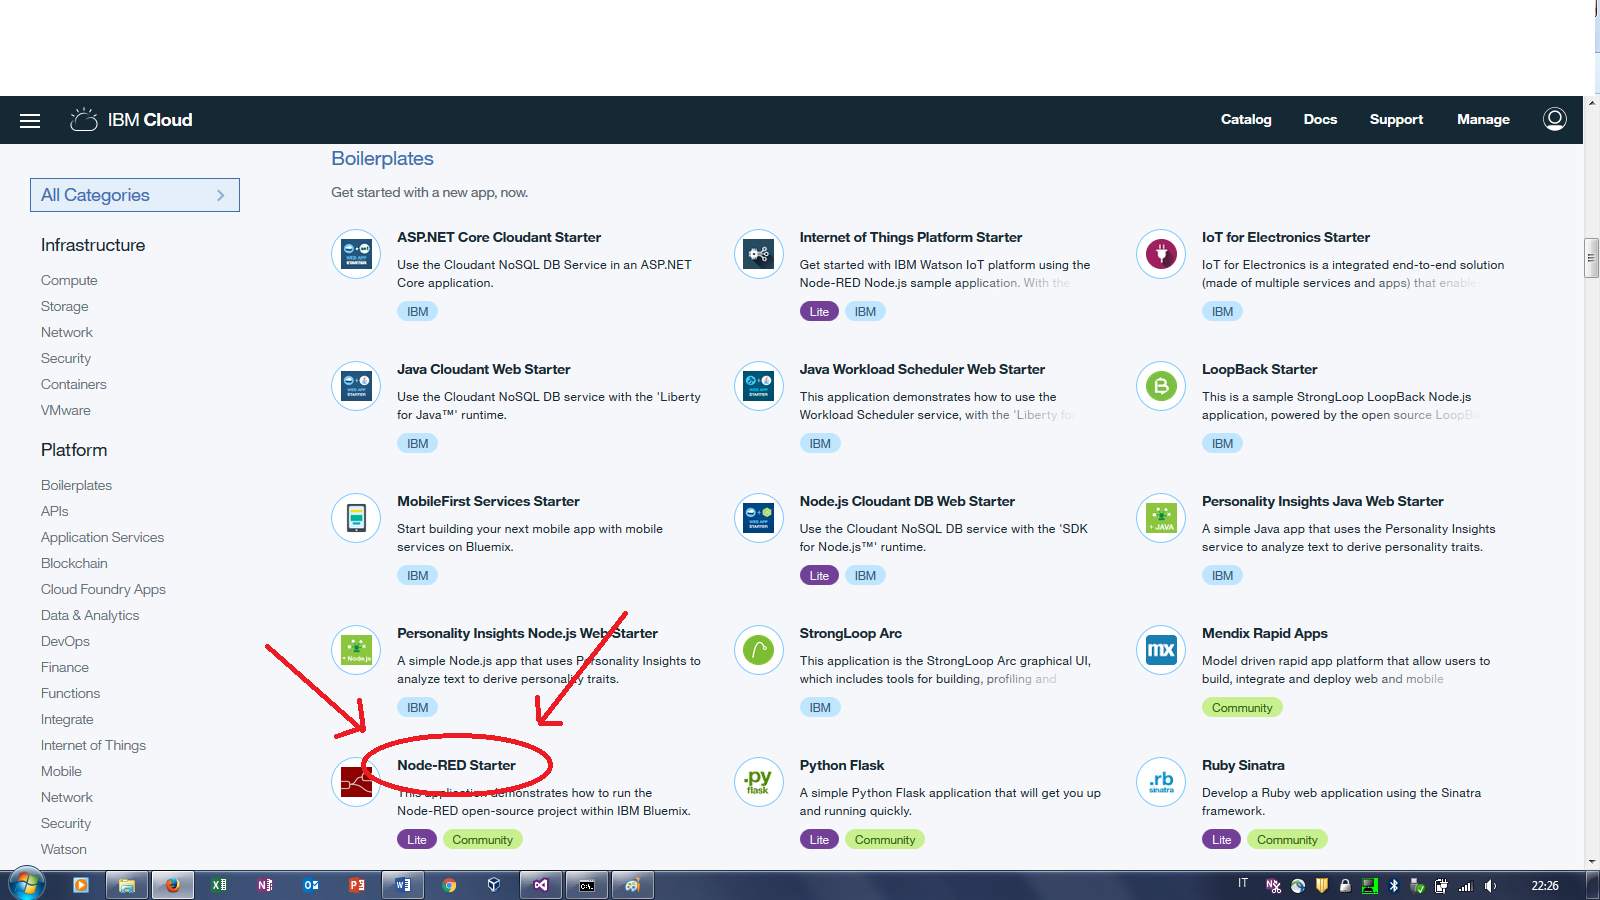 IBM Cloud
Catalog
Docs
Support
Manage
All Categories
Infrastructure
Compute
Storage
Network
Security
Containers
VMware
Platform
Boilerplates
APIs
Application Services
Blockchain
Cloud Foundry Apps
Data & Analytics
DevOps
Finance
Functions
Integrate
Internet of Things
Mobile
Network
Security
Watson
Boilerplates
Get started with a new app, now.
ASP.NET Core Cloudant Starter
Use the Cloudant NoSQL DB Service in an ASP.NET
Core application.
IBM
Internet of Things Platform Starter
Get started with IBM Watson IoT platform using the
Node-RED Node.js sample application. With the
Lite
IBM
IoT for Electronics Starter
IoT for Electronics is a integrated end-to-end solution
(made of multiple services and apps) that enable
IBM
Java Cloudant Web Starter
Use the Cloudant NoSQL DB service with the 'Liberty
for Java™' runtime.
IBM
Java Workload Scheduler Web Starter
This application demonstrates how to use the
Workload Scheduler service, with the 'Liberty for
IBM
LoopBack Starter
This is a sample StrongLoop LoopBack Node.js
application, powered by the open source LoopBa
IBM
MobileFirst Services Starter
Start building your next mobile app with mobile
services on Bluemix.
IBM
Node.js Cloudant DB Web Starter
Use the Cloudant NoSQL DB service with the 'SDK
for Node.js™' runtime.
Lite
IBM
+ JAVA
Personality Insights Java Web Starter
A simple Java app that uses the Personality Insights
service to analyze text to derive personality traits.
IBM
+ Node.js
Personality Insights Node.js Web Starter
A simple Node.js app that uses Personality Insights to
analyze text to derive personality traits.
IBM
StrongLoop Arc
This application is the StrongLoop Arc graphical UI,
which includes tools for building, profiling and
IBM
mx
Mendix Rapid Apps
Model driven rapid app platform that allow users to
build, integrate and deploy web and mobile
Community
Node-RED Starter
This application demonstrates how to run the
Node-RED open-source project within IBM Bluemix.
Lite
Community
.py
flask
Python Flask
A simple Python Flask application that will get you up
and running quickly.
Lite
Community
.rb
sinatra
Ruby Sinatra
Develop a Ruby web application using the Sinatra
framework.
Lite
Community
IT
22:26